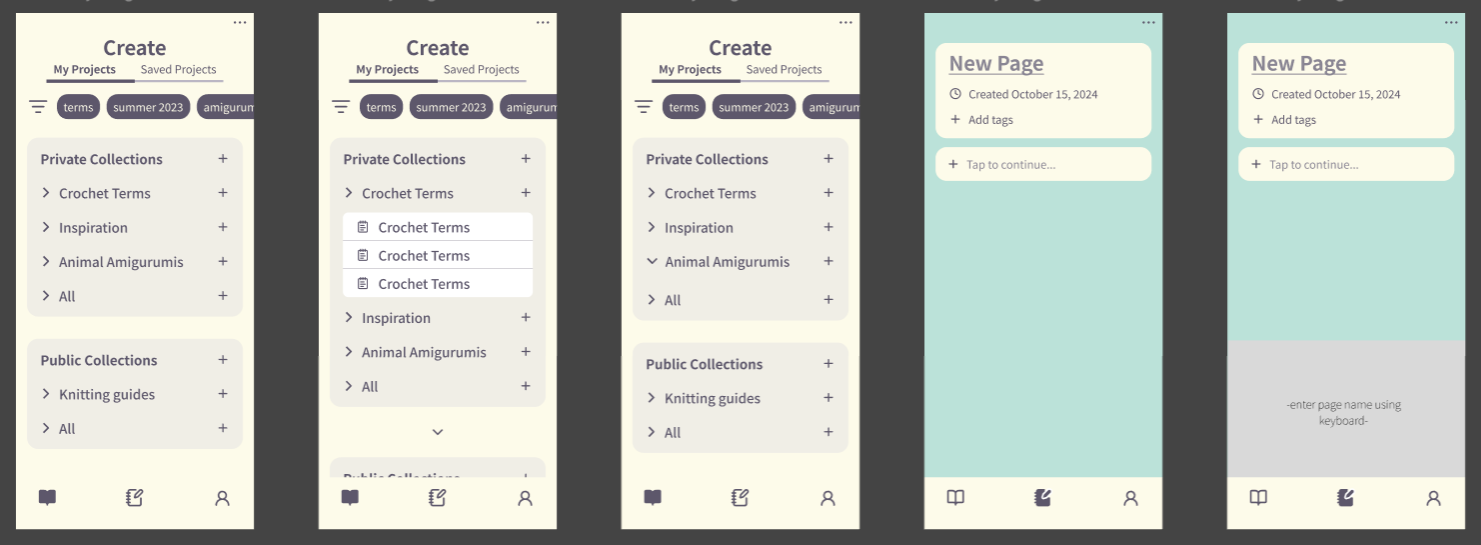 Create
My Projects Saved Projects
terms summer 2023 amigurum
Private Collections +
Crochet Terms +
Inspiration +
Animal Amigurumis +
All +
Public Collections +
Knitting guides +
All +
Create
My Projects Saved Projects
terms summer 2023 amigurum
Private Collections +
Crochet Terms +
Crochet Terms
Crochet Terms
Crochet Terms
Inspiration +
Animal Amigurumis +
All +
Public Collections +
Create
My Projects Saved Projects
terms summer 2023 amigurum
Private Collections +
Crochet Terms +
Inspiration +
Animal Amigurumis +
All +
Public Collections +
Knitting guides +
All +
New Page
Created October 15, 2024
+ Add tags
+ Tap to continue...
New Page
Created October 15, 2024
+ Add tags
+ Tap to continue...
-enter page name using
keyboard-